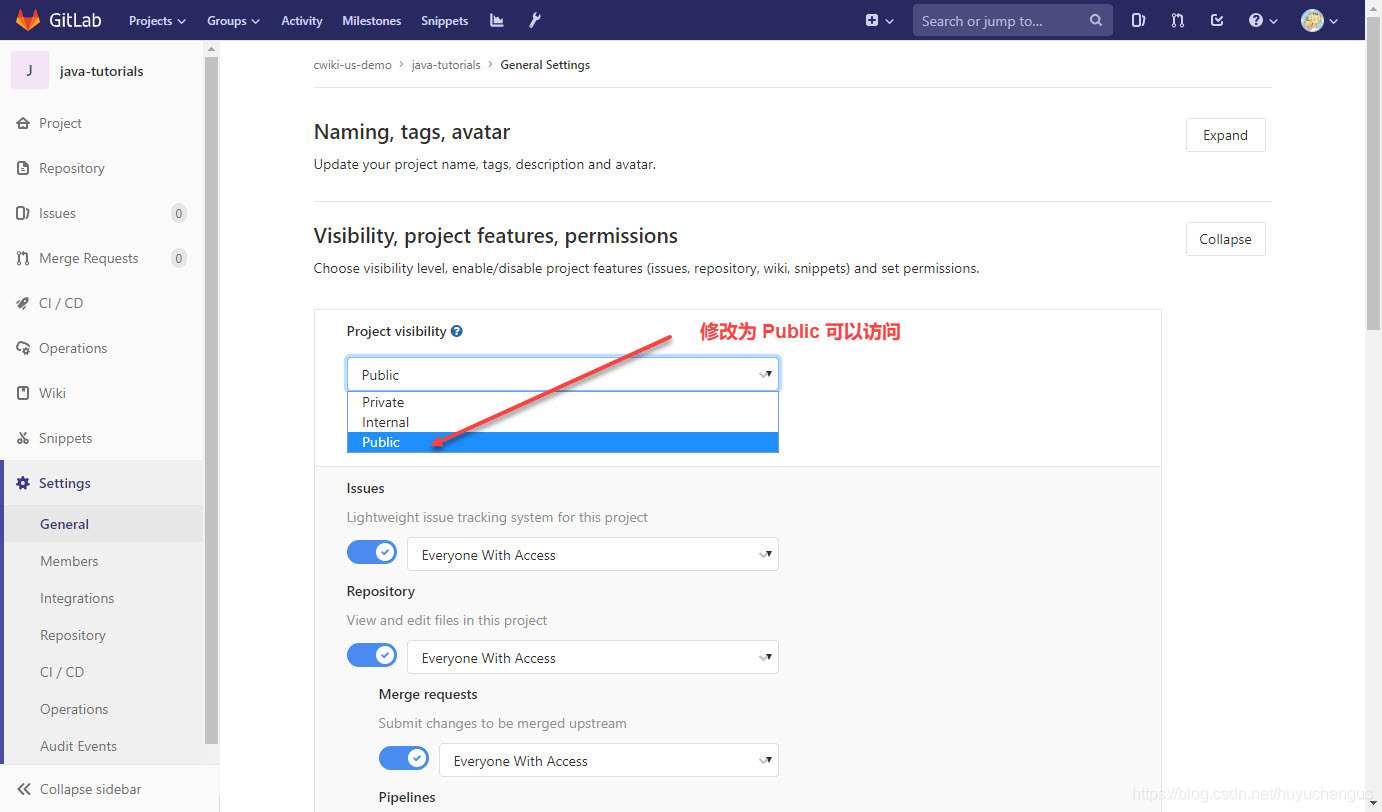 GitLab Projects Groups Activity Milestones Snippets Search or jump to...
J java-tutorials
Project
Repository
Issues 0
Merge Requests 0
CI / CD
Operations
Wiki
Snippets
Settings
General
Members
Integrations
Repository
CI / CD
Operations
Audit Events
Collapse sidebar
cwiki-us-demo > java-tutorials > General Settings
Naming, tags, avatar
Expand
Update your project name, tags, description and avatar.
Visibility, project features, permissions
Collapse
Choose visibility level, enable/disable project features (issues, repository, wiki, snippets) and set permissions.
Project visibility
修改为 Public 可以访问
Public
Private
Internal
Public
Issues
Lightweight issue tracking system for this project
Everyone With Access
Repository
View and edit files in this project
Everyone With Access
Merge requests
Submit changes to be merged upstream
Everyone With Access
Pipelines
https://blog.csdn.net/huyuchengus